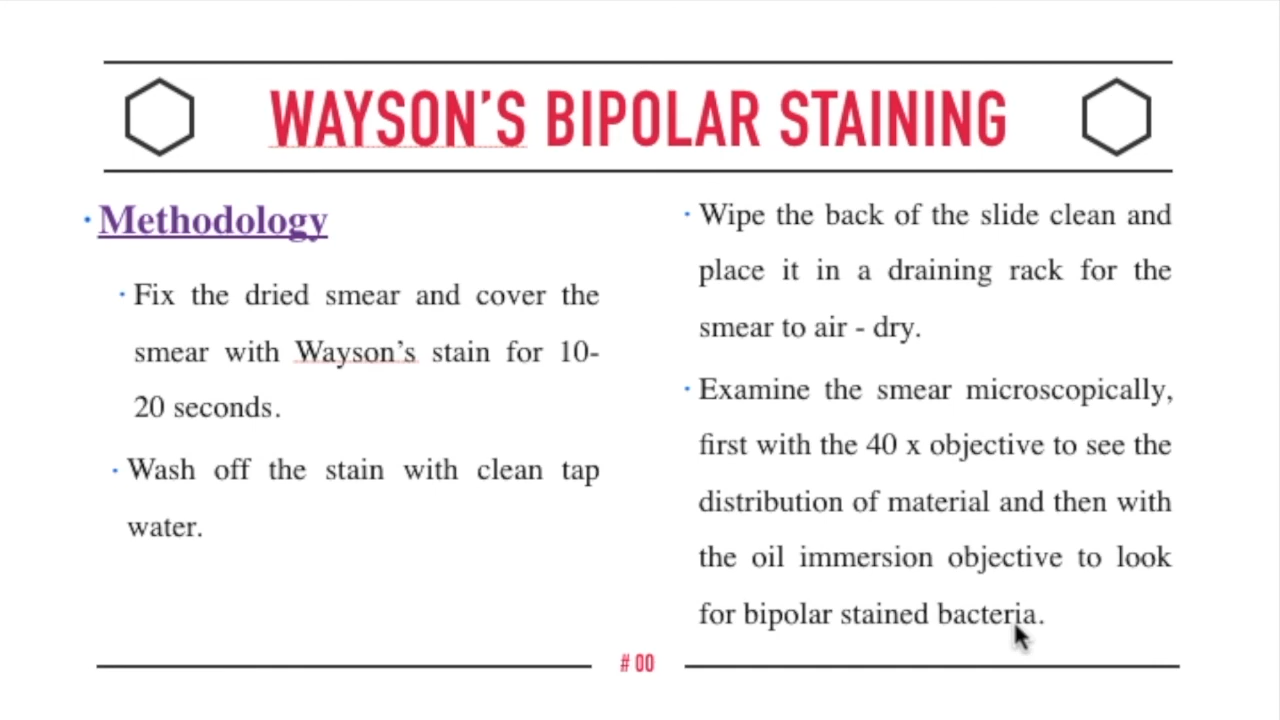 WAYSON'S BIPOLAR STAINING
· Methodology
· Fix the dried smear and cover the
smear with Wayson's stain for 10-
20 seconds.
· Wash off the stain with clean tap
water.
· Wipe the back of the slide clean and
place it in a draining rack for the
smear to air - dry.
· Examine the smear microscopically,
first with the 40 x objective to see the
distribution of material and then with
the oil immersion objective to look
for bipolar stained bacteria.
# 00